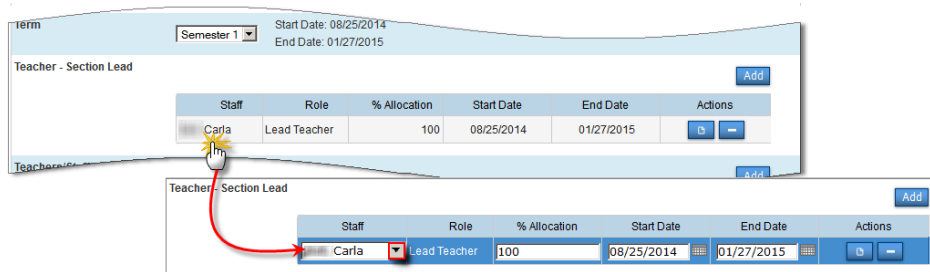 Term
Semester 1
Start Date: 08/25/2014
End Date: 01/27/2015
Teacher - Section Lead
Add
Staff Role % Allocation Start Date End Date Actions
Carla Lead Teacher 100 08/25/2014 01/27/2015
Add
Teacher - Section Lead
Add
Staff Role % Allocation Start Date End Date Actions
Carla Lead Teacher 100 08/25/2014 01/27/2015